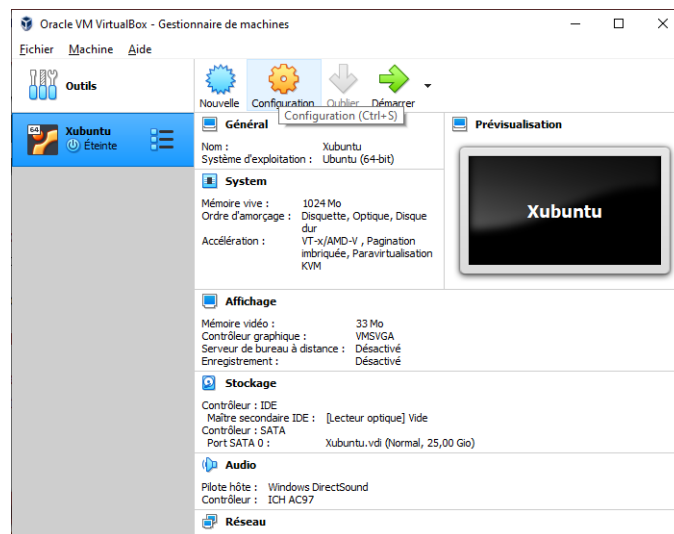 Oracle VM VirtualBox - Gestionnaire de machines
Fichier Machine Aide
Outils
Nouvelle Configuration Oublier Démarrer
Configuration (Ctrl+S)
64
Xubuntu
Éteinte
Général
Nom : Xubuntu
Système d'exploitation : Ubuntu (64-bit)
Prévisualisation
Xubuntu
System
Mémoire vive : 1024 Mo
Ordre d'amorçage : Disquette, Optique, Disque
dur
Accélération : VT-x/AMD-V , Pagination
imbriquée, Paravirtualisation
KVM
Affichage
Mémoire vidéo : 33 Mo
Contrôleur graphique : VMSVGA
Serveur de bureau à distance : Désactivé
Enregistrement : Désactivé
Stockage
Contrôleur : IDE
Maître secondaire IDE : [Lecteur optique] Vide
Contrôleur : SATA
Port SATA 0 : Xubuntu.vdi (Normal, 25,00 Gio)
Audio
Pilote hôte : Windows DirectSound
Contrôleur : ICH AC97
Réseau